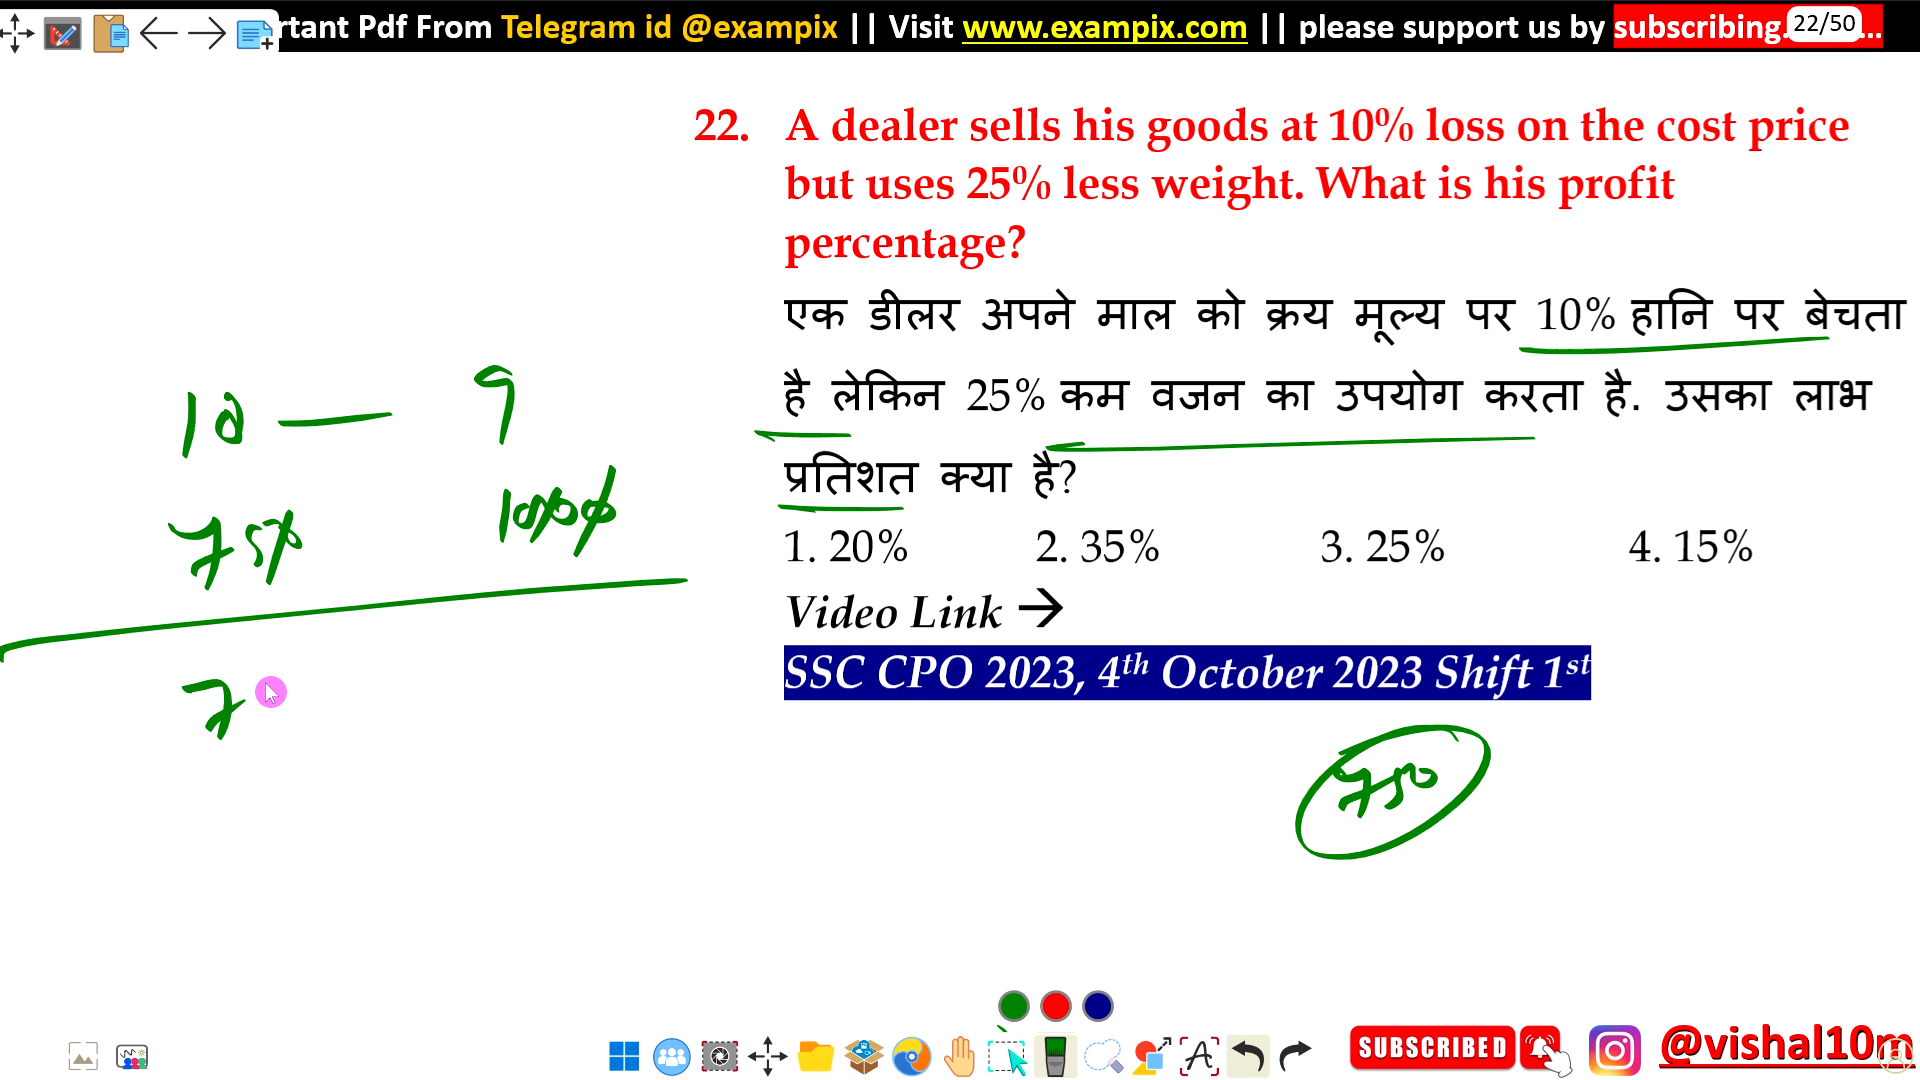 rtant Pdf From Telegram id @exampix || Visit www.exampix.com || please support us by subscribing. ...
22/50
22. A dealer sells his goods at 10% loss on the cost price
but uses 25% less weight. What is his profit
percentage?
एक डीलर अपने माल को क्रय मूल्य पर 10% हानि पर बेचता
है लेकिन 25% कम वजन का उपयोग करता है. उसका लाभ
प्रतिशत क्या है?
1. 20% 2. 35% 3. 25% 4. 15%
Video Link →
SSC CPO 2023, 4th October 2023 Shift 1st
10 — 9
750 1000
7
750
SUBSCRIBED
@vishal10m